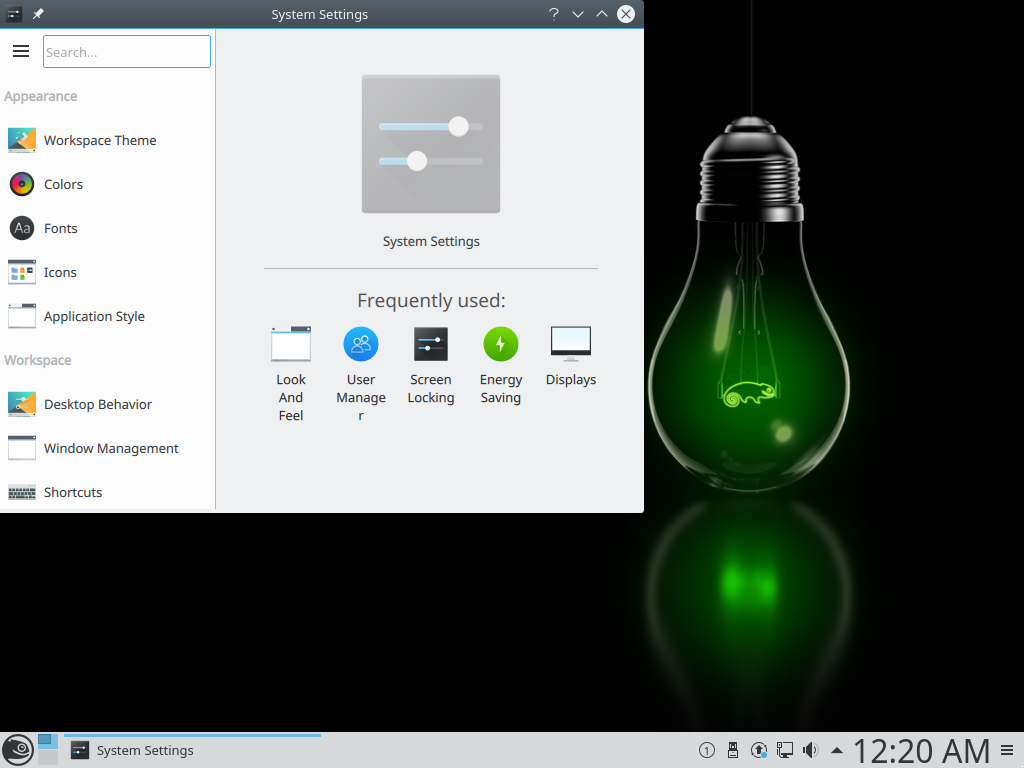 System Settings
Search...
Appearance
Workspace Theme
Colors
Aa
Fonts
Icons
Application Style
Workspace
Desktop Behavior
Window Management
Shortcuts
System Settings
Frequently used:
Look
And
Feel
User
Manage
r
Screen
Locking
Energy
Saving
Displays
System Settings
1
12:20 AM